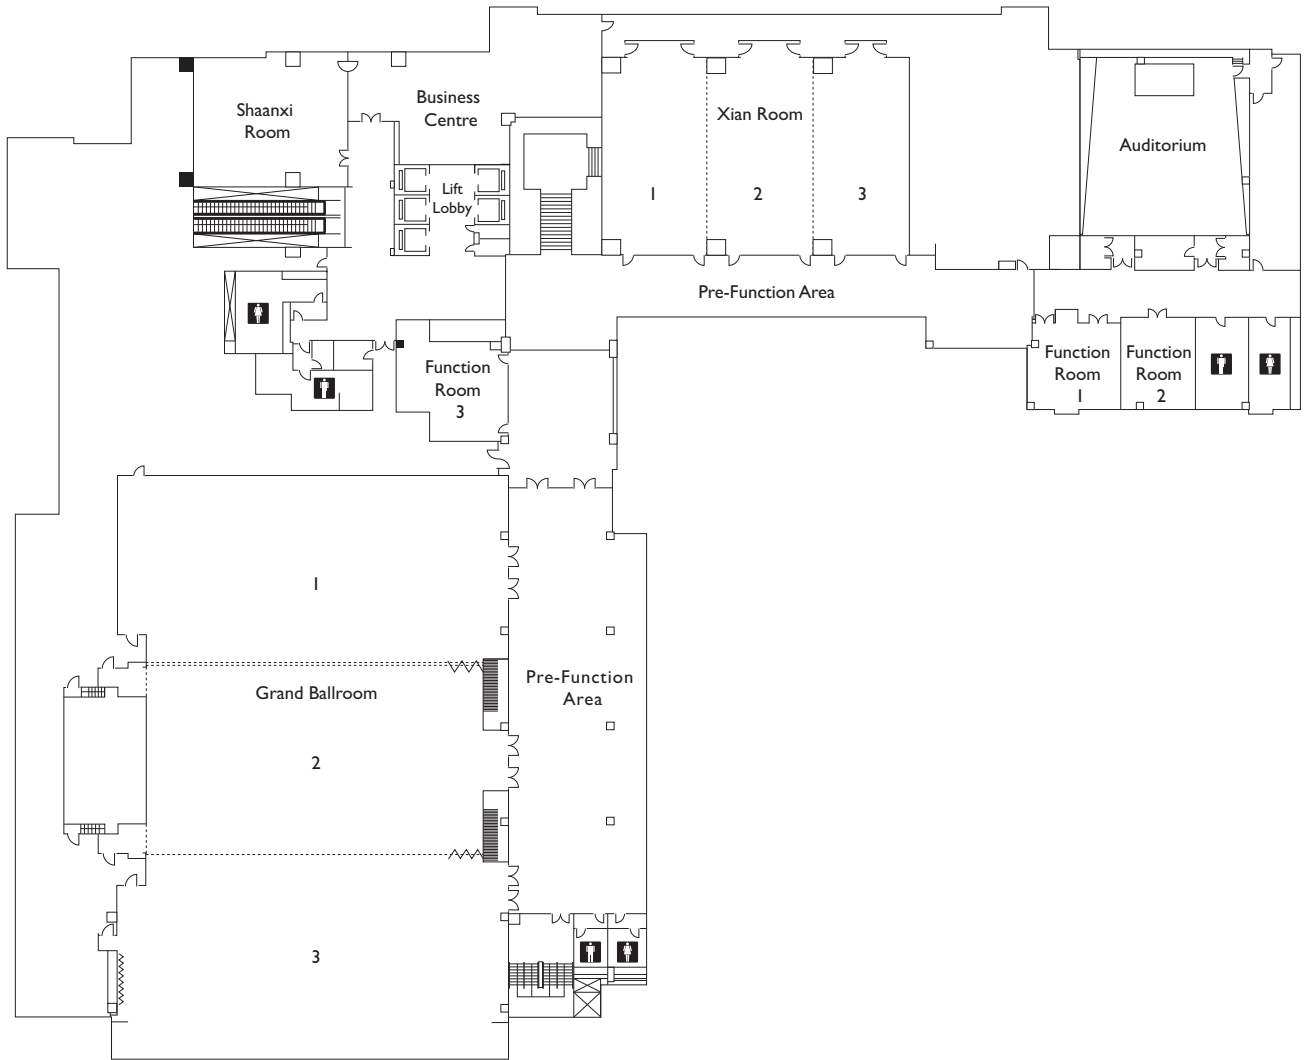 Shaanxi
Room
Business
Centre
Xian Room
Auditorium
Lift
Lobby
1
2
3
Pre-Function Area
Function
Room
3
Function
Room
1
Function
Room
2
1
Grand Ballroom
2
3
Pre-Function
Area